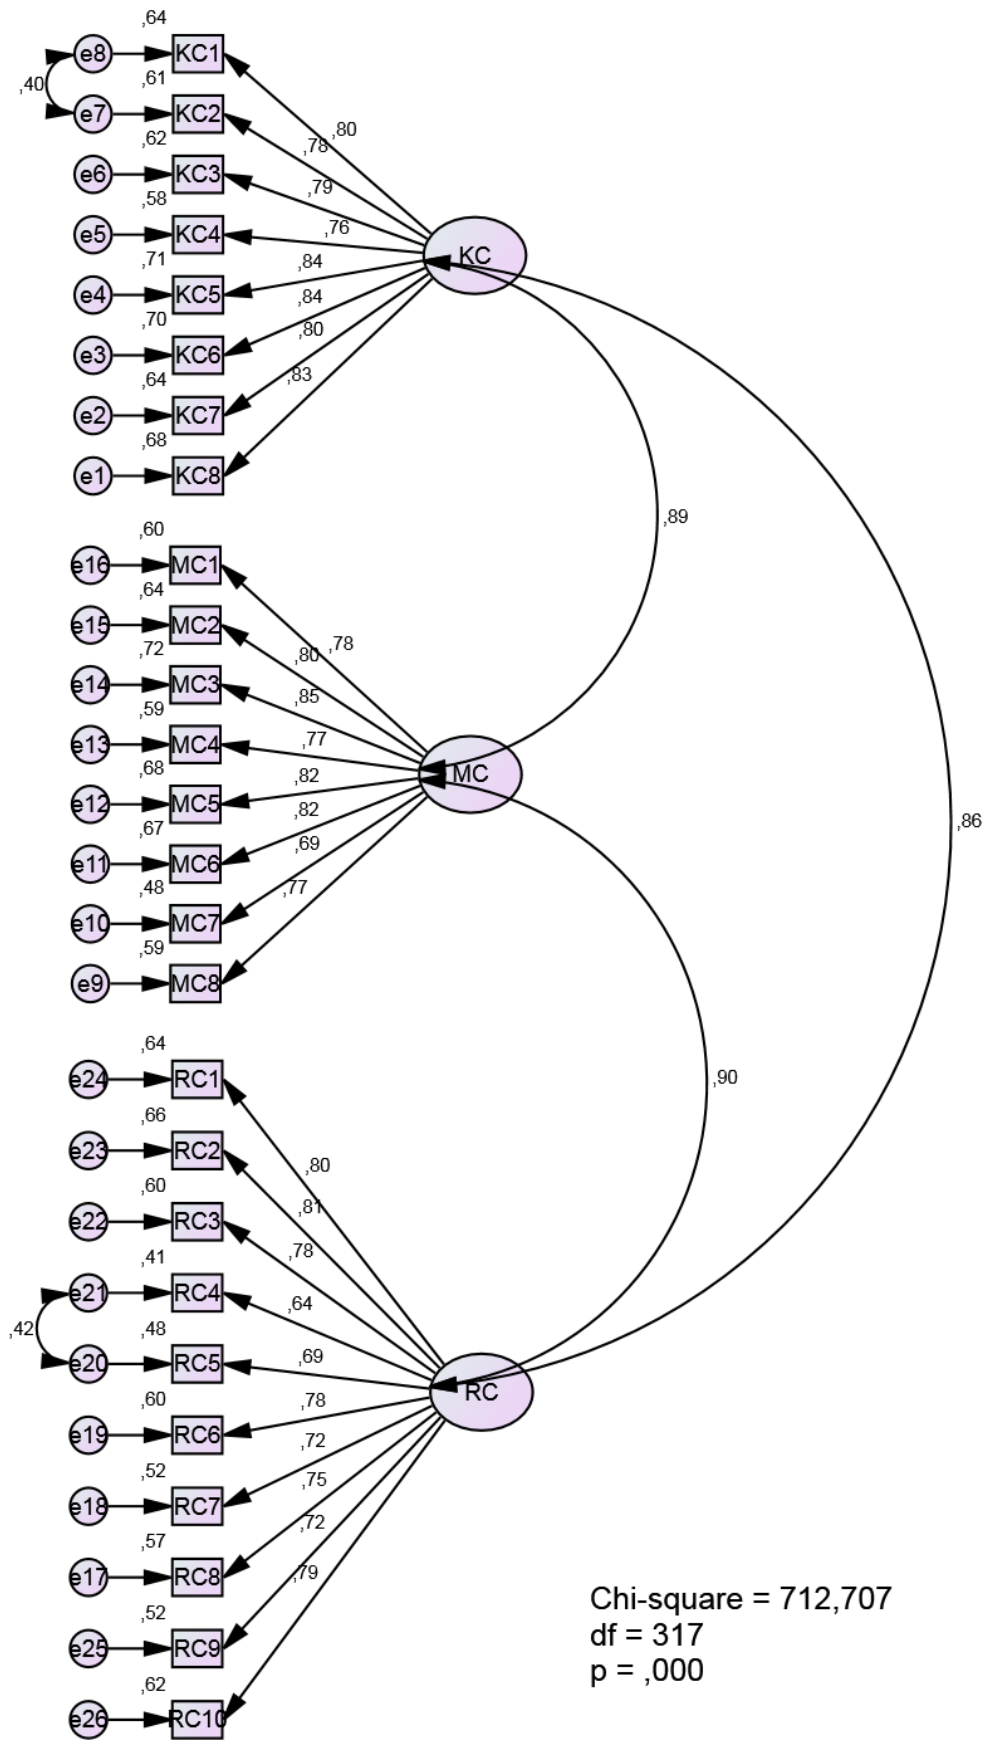 ,64
e8 KC1
,40
,61
e7 KC2
,80
,62
,78
e6 KC3
,79
,58
e5 KC4
,76
KC
,71
,84
e4 KC5
,84
,70
,80
e3 KC6
,64
,83
e2 KC7
,68
e1 KC8
,89
,60
e16 MC1
,64
e15 MC2
,78
,72
,80
e14 MC3
,85
,59
e13 MC4
,77
MC
,68
,82
e12 MC5
,82
,67
,69
e11 MC6
,48
,77
e10 MC7
,59
e9 MC8
,86
,90
,64
e24 RC1
,66
e23 RC2
,80
,60
,81
e22 RC3
,78
,41
e21 RC4
,64
,42
,48
e20 RC5
,69
RC
,60
,78
e19 RC6
,72
,52
,75
e18 RC7
,72
,57
,79
e17 RC8
,52
e25 RC9
,62
e26 RC10
Chi-square = 712,707
df = 317
p = ,000